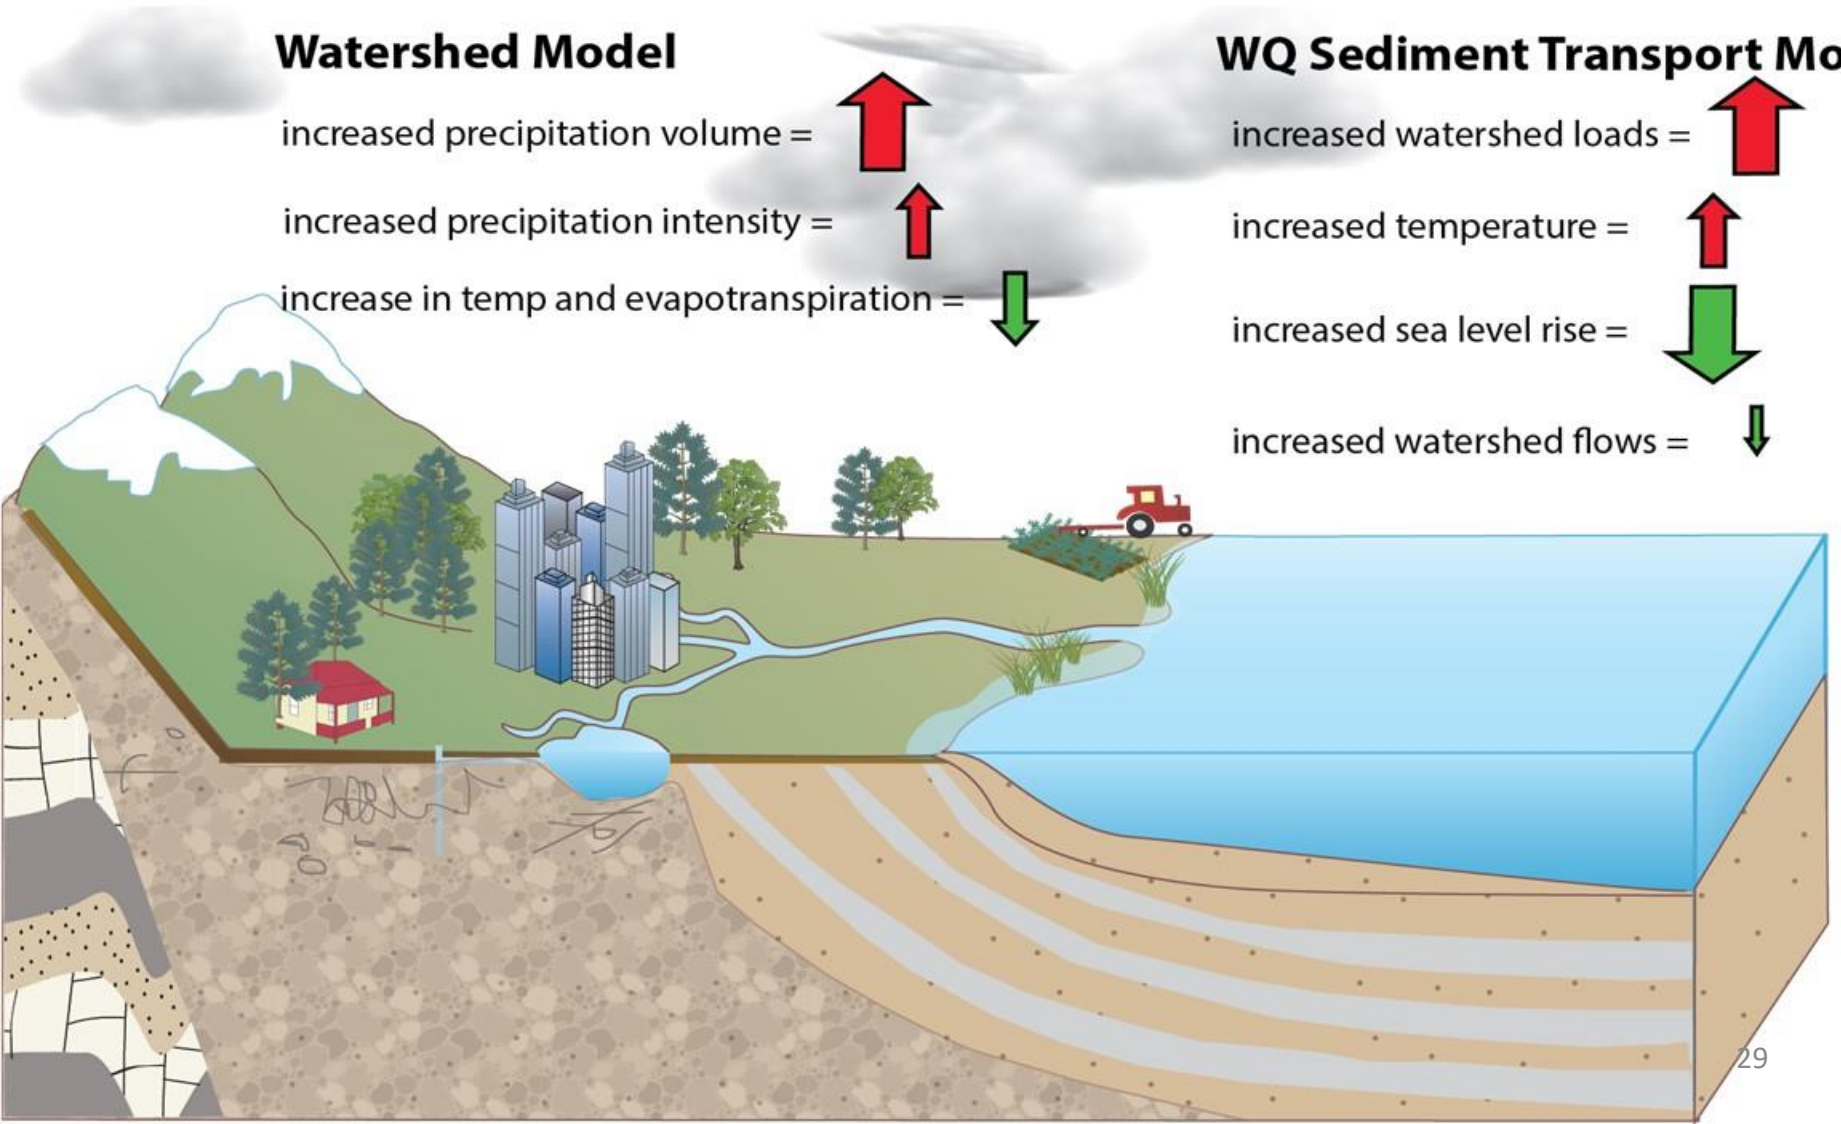 Watershed Model
increased precipitation volume =
increased precipitation intensity =
increase in temp and evapotranspiration =
WQ Sediment Transport Mo
increased watershed loads =
increased temperature =
increased sea level rise =
increased watershed flows =
29